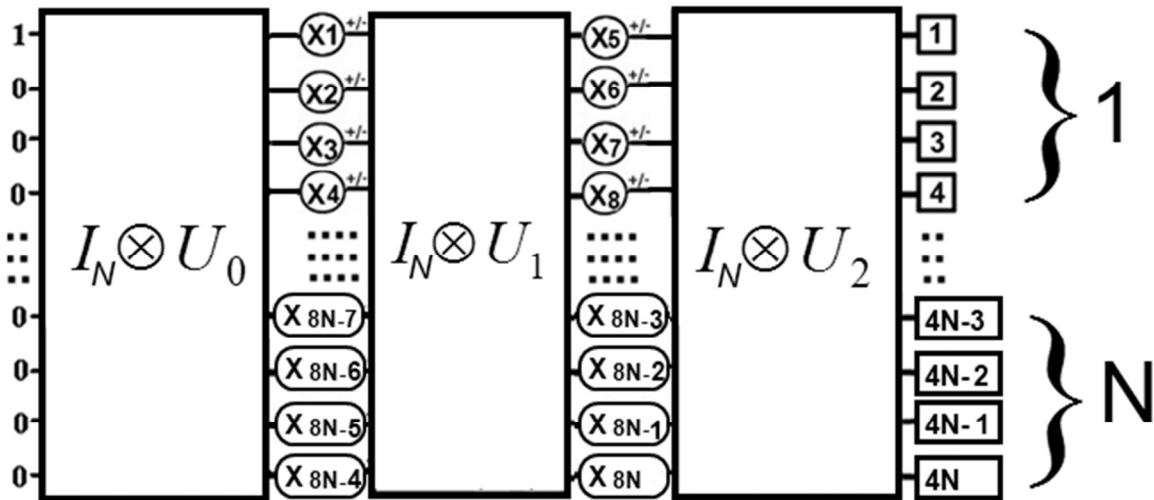 1 X1 +/- X5 +/- 1
0 X2 +/- X6 +/- 2
0 X3 +/- X7 +/- 3
0 X4 +/- X8 +/- 4
1
I_N ⊗ U_0 I_N ⊗ U_1 I_N ⊗ U_2
0 X 8N-7 X 8N-3 4N-3
0 X 8N-6 X 8N-2 4N-2
0 X 8N-5 X 8N-1 4N-1
0 X 8N-4 X 8N 4N
N